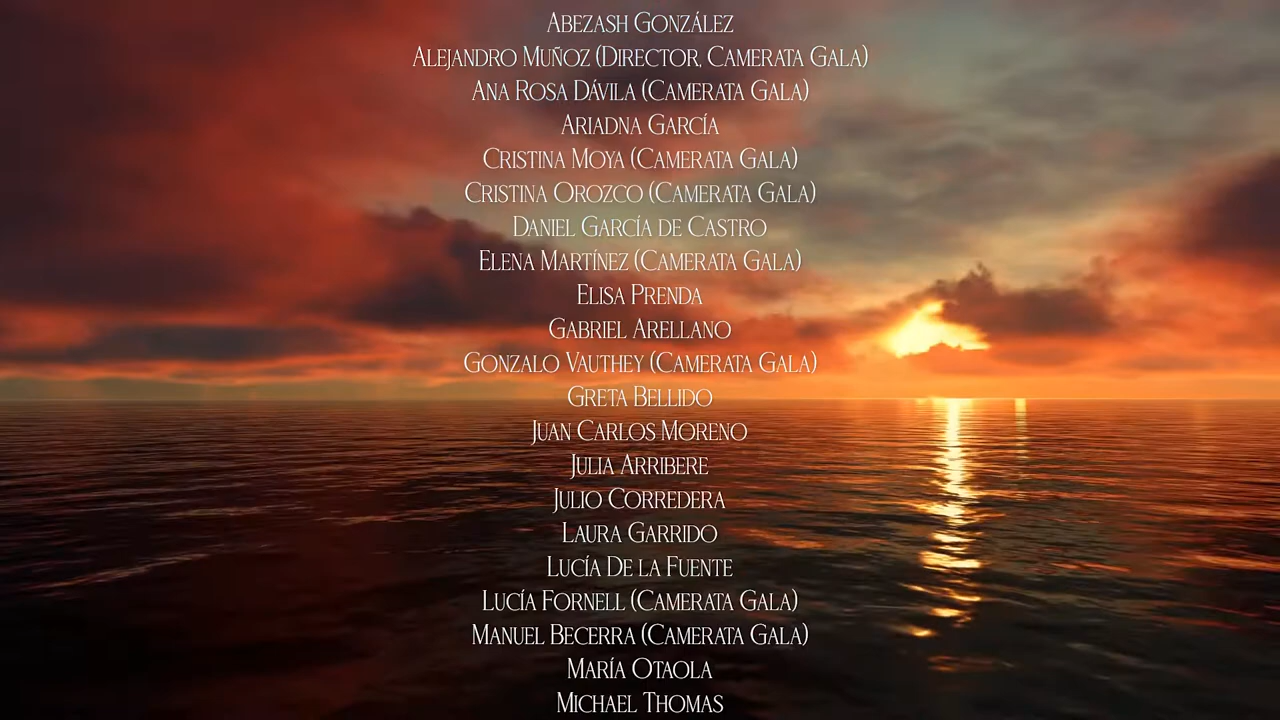 Abezash González
Alejandro Muñoz (Director, Camerata Gala)
Ana Rosa Dávila (Camerata Gala)
Ariadna García
Cristina Moya (Camerata Gala)
Cristina Orozco (Camerata Gala)
Daniel García de Castro
Elena Martínez (Camerata Gala)
Elisa Prenda
Gabriel Arellano
Gonzalo Vauthey (Camerata Gala)
Greta Bellido
Juan Carlos Moreno
Julia Arribere
Julio Corredera
Laura Garrido
Lucía De la Fuente
Lucía Fornell (Camerata Gala)
Manuel Becerra (Camerata Gala)
María Otaola
Michael Thomas